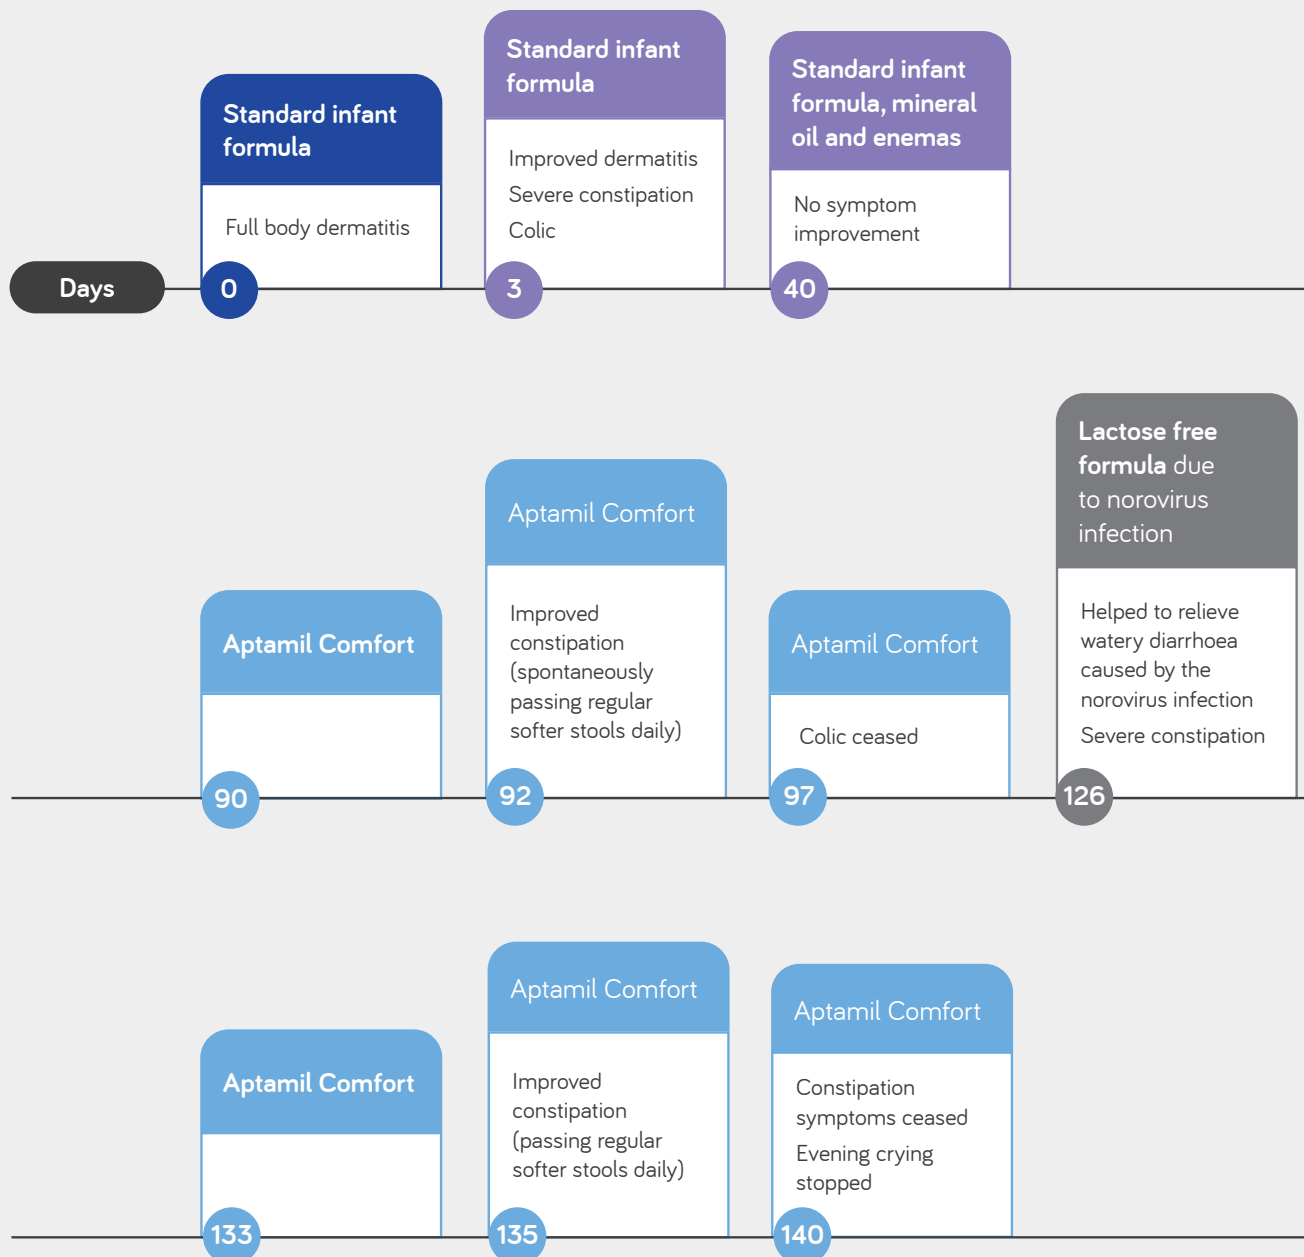 Days
Standard infant
formula
Full body dermatitis
0
Standard infant
formula
Improved dermatitis
Severe constipation
Colic
3
Standard infant
formula, mineral
oil and enemas
No symptom
improvement
40
Aptamil Comfort
90
Aptamil Comfort
Improved
constipation
(spontaneously
passing regular
softer stools daily)
92
Aptamil Comfort
Colic ceased
97
Lactose free
formula due
to norovirus
infection
Helped to relieve
watery diarrhoea
caused by the
norovirus infection
Severe constipation
126
Aptamil Comfort
133
Aptamil Comfort
Improved
constipation
(passing regular
softer stools daily)
135
Aptamil Comfort
Constipation
symptoms ceased
Evening crying
stopped
140